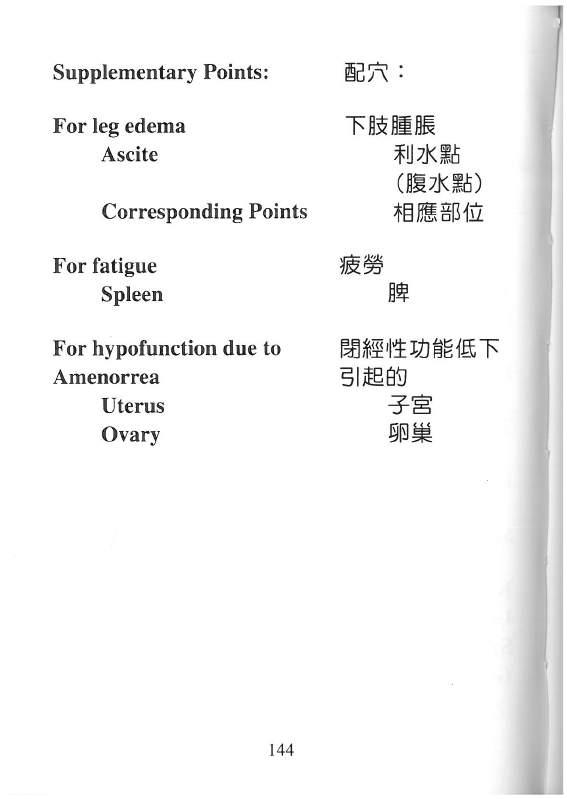 Supplementary Points: 配穴：
For leg edema 下肢腫脹
Ascite 利水點
(腹水點)
Corresponding Points 相應部位
For fatigue 疲勞
Spleen 脾
For hypofunction due to 閉經性功能低下
Amenorrea 引起的
Uterus 子宮
Ovary 卵巢
144